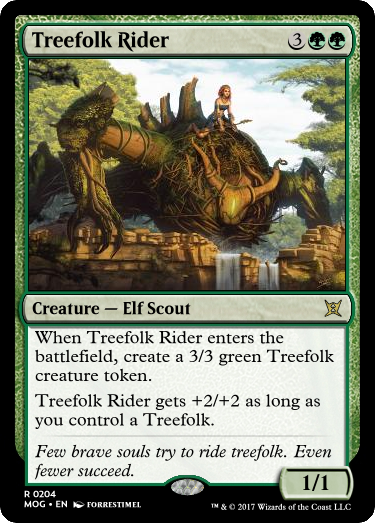 Treefolk Rider 3
Creature — Elf Scout
When Treefolk Rider enters the
battlefield, create a 3/3 green Treefolk
creature token.
Treefolk Rider gets +2/+2 as long as
you control a Treefolk.
Few brave souls try to ride treefolk. Even
fewer succeed.
1/1
R 0204
MOG • EN FORRESTIMEL
™ & © 2017 Wizards of the Coast LLC